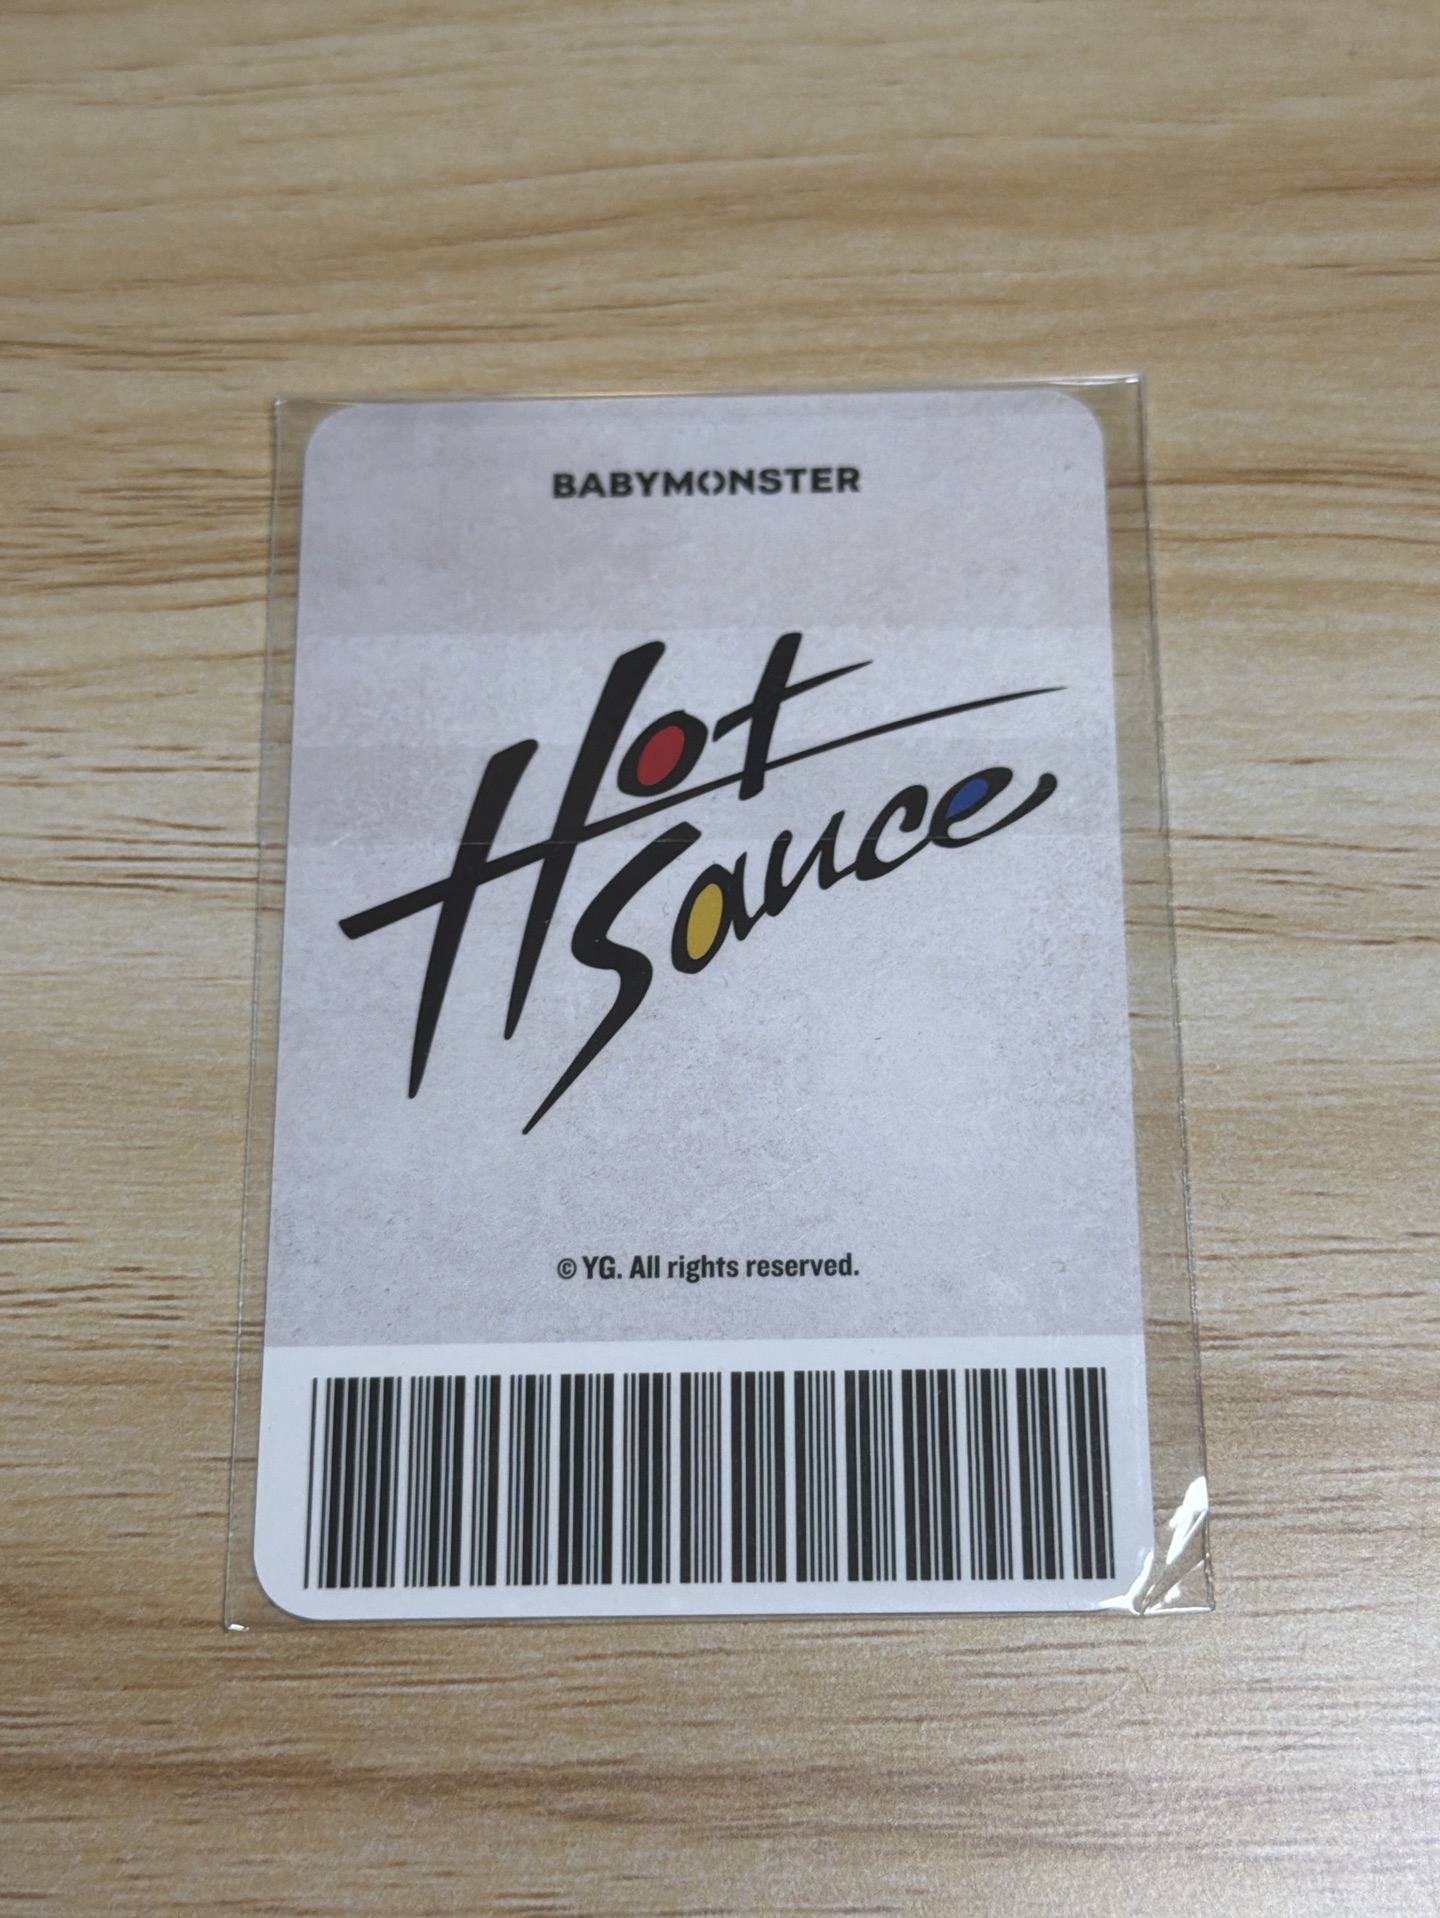 BABYMONSTER
Hot
Sauce
© YG. All rights reserved.